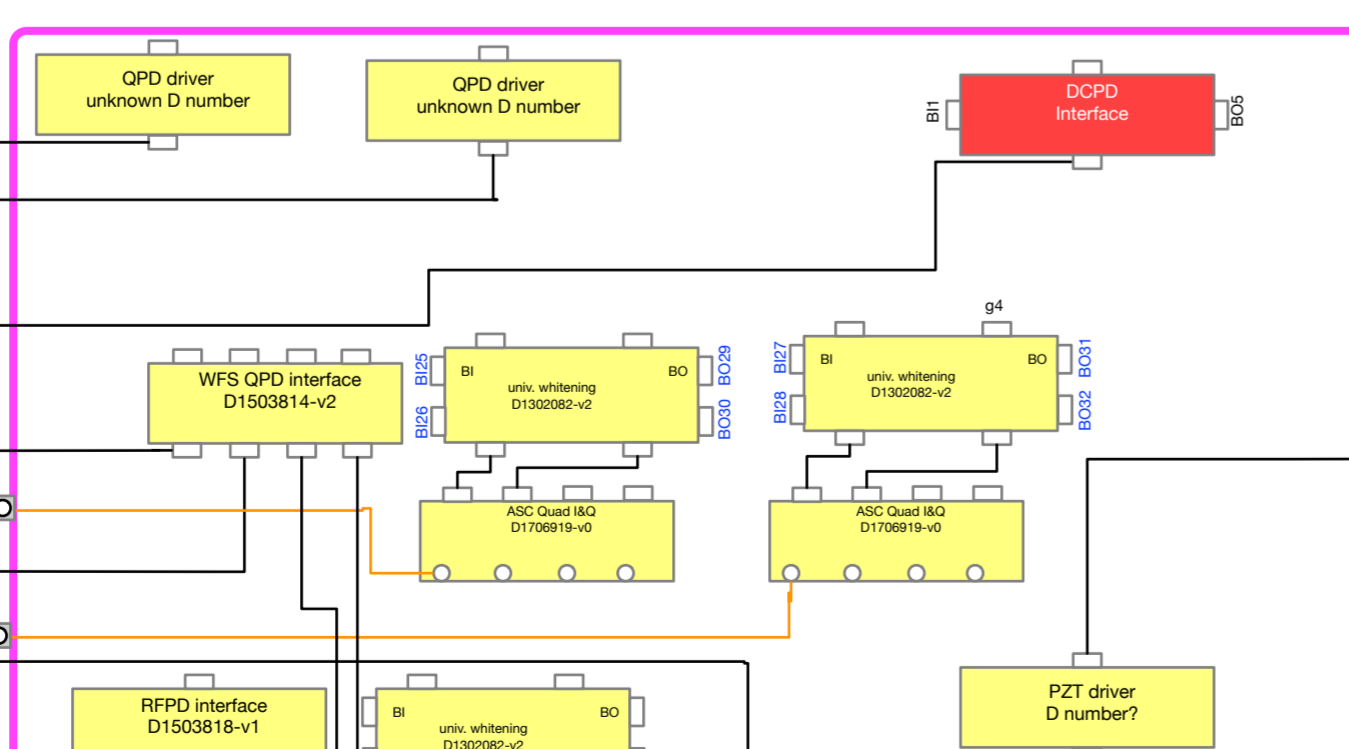 QPD driver
unknown D number
QPD driver
unknown D number
DCPD
Interface
BI1
BO5
g4
WFS QPD interface
D1503814-v2
BI25
BI26
BI
BO
univ. whitening
D1302082-v2
BO29
BO30
BI27
BI28
BI
BO
univ. whitening
D1302082-v2
BO31
BO32
ASC Quad I&Q
D1706919-v0
ASC Quad I&Q
D1706919-v0
RFPD interface
D1503818-v1
BI
BO
univ. whitening
D1302082-v2
PZT driver
D number?